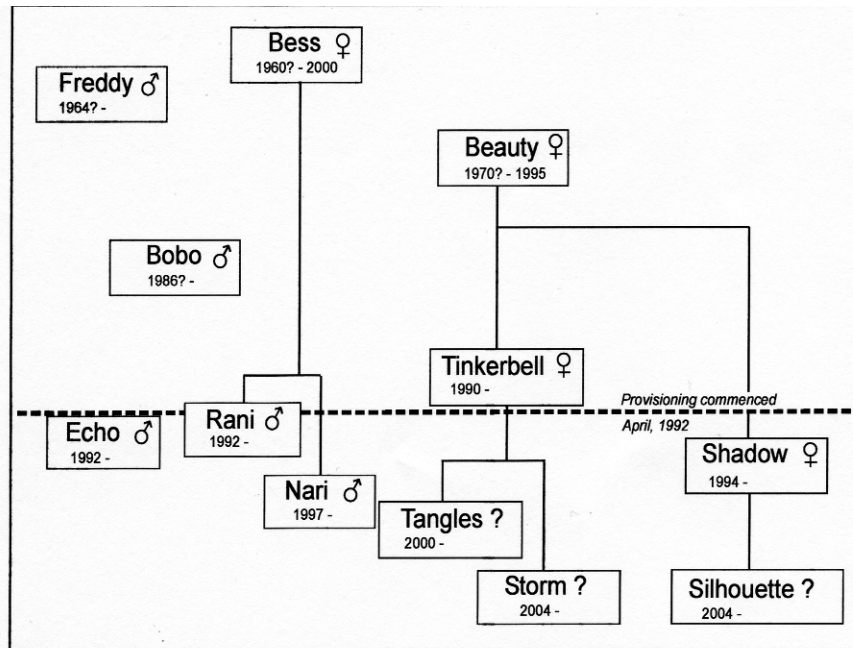 Bess ♀
1960? - 2000
Freddy ♂
1964? -
Beauty ♀
1970? - 1995
Bobo ♂
1986? -
Tinkerbell ♀
1990 -
Provisioning commenced
April, 1992
Echo ♂
1992 -
Rani ♂
1992 -
Shadow ♀
1994 -
Nari ♂
1997 -
Tangles ?
2000 -
Storm ?
2004 -
Silhouette ?
2004 -